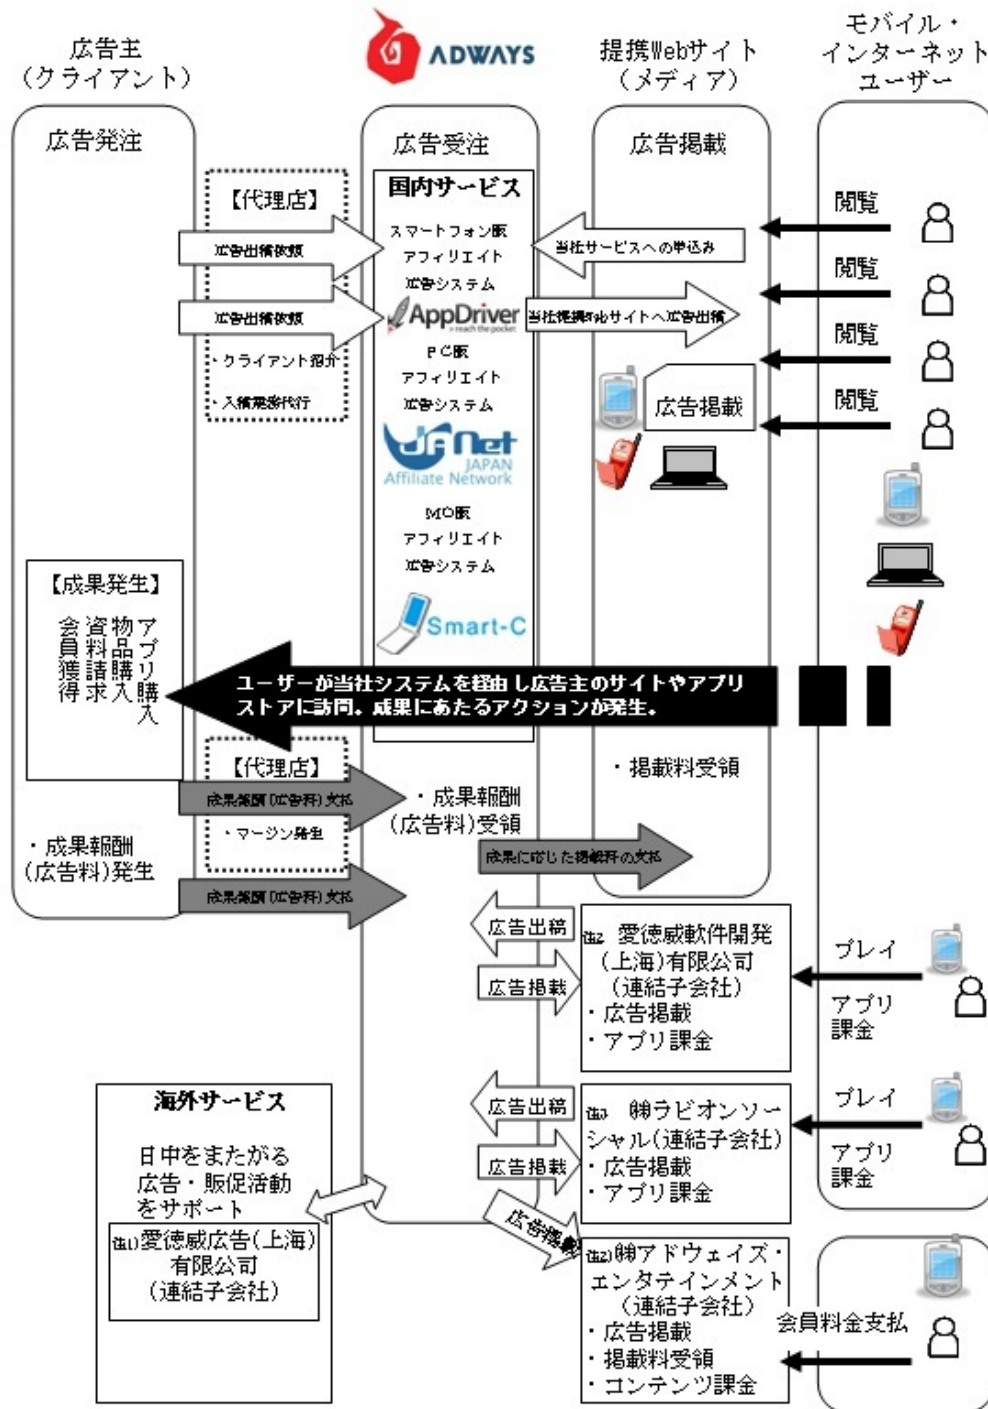 広告主
(クライアント)
ADWAYS
提携Webサイト
(メディア)
モバイル・
インターネット
ユーザー
広告発注
広告受注
広告掲載
【代理店】
広告出稿依頼
広告出稿依頼
・クライアント紹介
・入稿業務代行
国内サービス
スマートフォン版
アフィリエイト
広告システム
AppDriver
reach the pocket
PC版
アフィリエイト
広告システム
JANet
JAPAN
Affiliate Network
MO版
アフィリエイト
広告システム
Smart-C
当社サービスへの申込み
当社提携Webサイトへ広告出稿
広告掲載
閲覧
閲覧
閲覧
閲覧
【成果発生】
アプリ購入
物品購入
資料請求
会員獲得
ユーザーが当社システムを経由し広告主のサイトやアプリ
ストアに訪問。成果にあたるアクションが発生。
【代理店】
成果報酬(広告料)支払
・マージン発生
・成果報酬
(広告料)発生
成果報酬(広告料)支払
・成果報酬
(広告料)受領
・掲載料受領
成果に応じた掲載料の支払
広告出稿
広告掲載
愛徳威軟件開発
(上海)有限公司
(連結子会社)
・広告掲載
・アプリ課金
プレイ
アプリ
課金
広告出稿
広告掲載
㈱ラビオンソー
シャル(連結子会社)
・広告掲載
・アプリ課金
プレイ
アプリ
課金
海外サービス
日中をまたがる
広告・販促活動
をサポート
注1)愛徳威広告(上海)
有限公司
(連結子会社)
広告掲載
注2)㈱アドウェイズ・
エンタテインメント
(連結子会社)
・広告掲載
・掲載料受領
・コンテンツ課金
会員料金支払